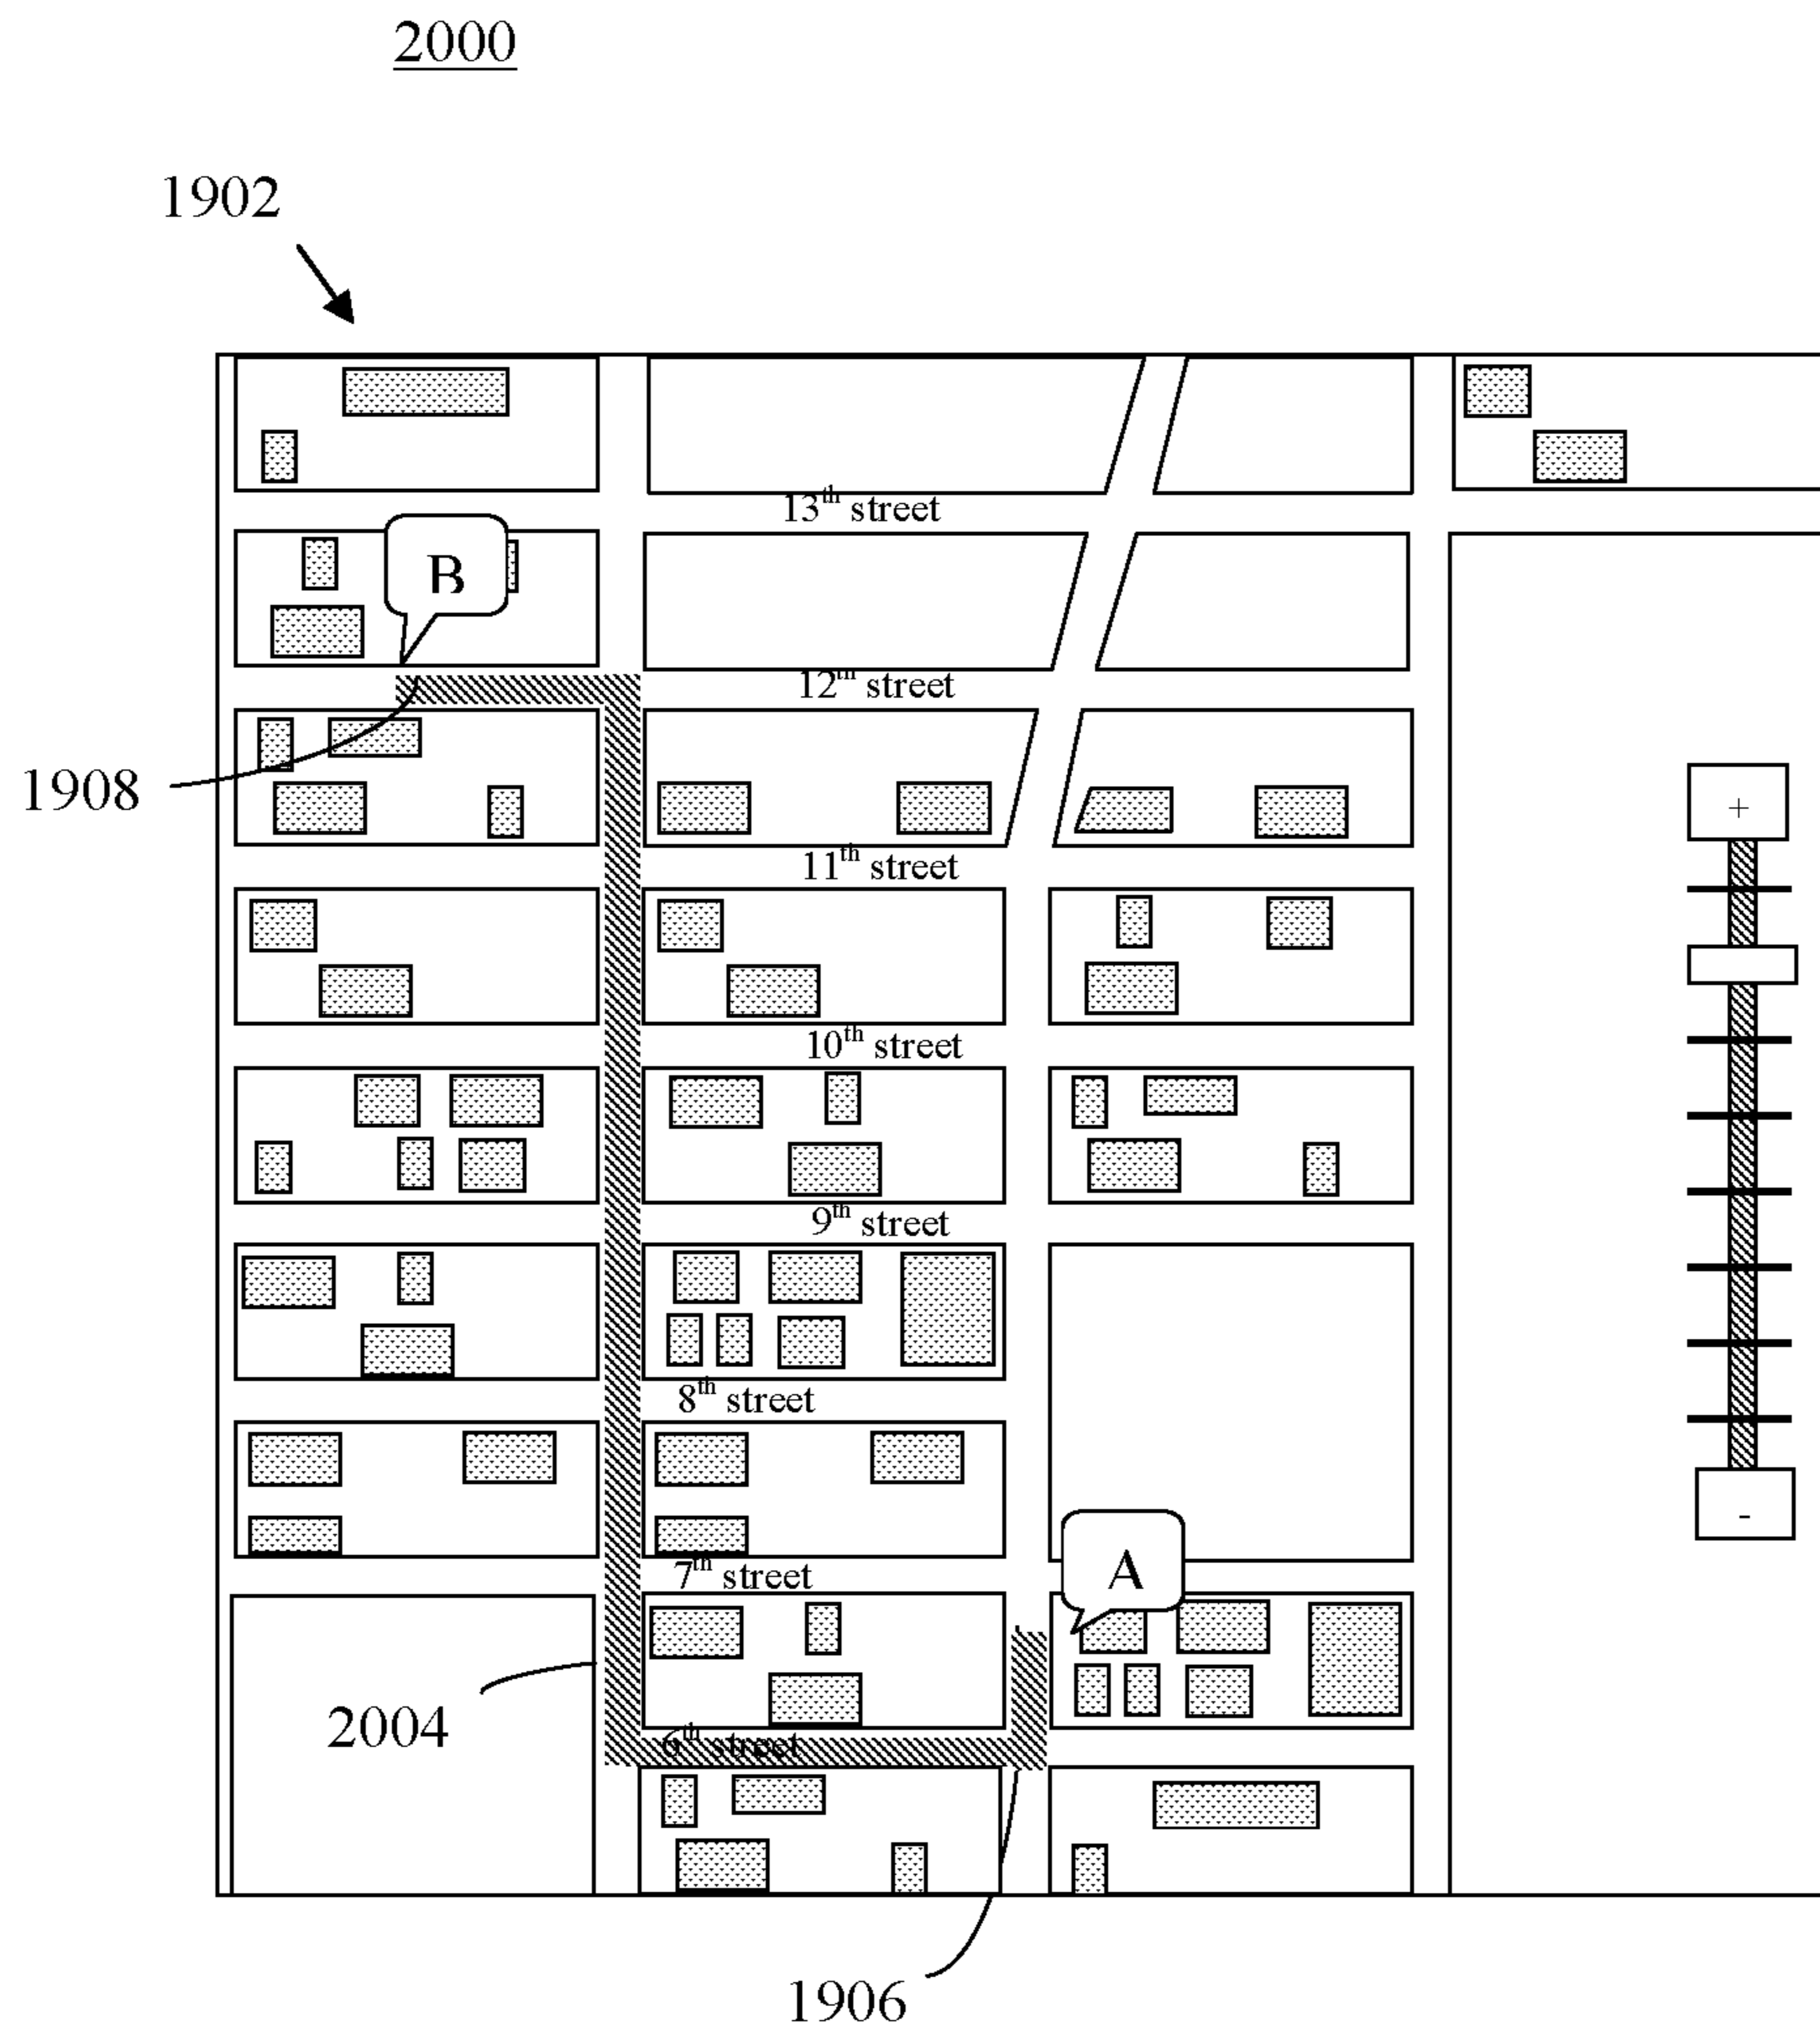 2000
1902
13th street
B
12th street
1908
+
11th street
10th street
9th street
8th street
7th street
A
-
2004
6th street
1906